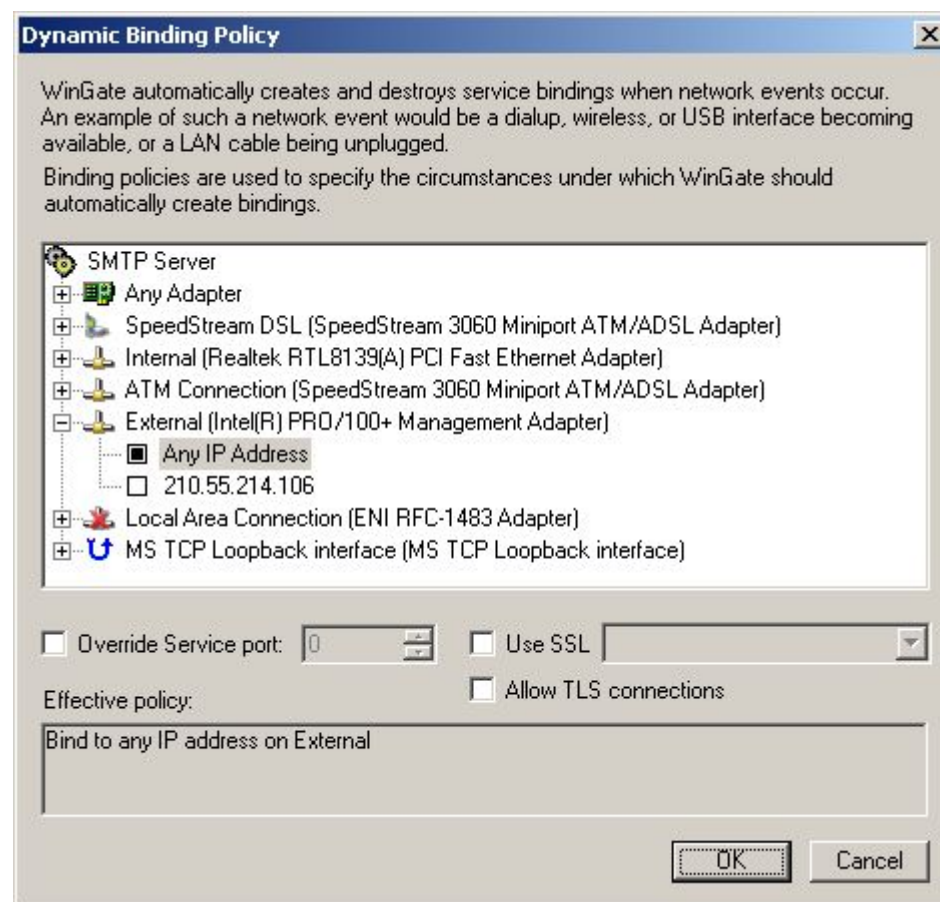 Dynamic Binding Policy
WinGate automatically creates and destroys service bindings when network events occur.
An example of such a network event would be a dialup, wireless, or USB interface becoming
available, or a LAN cable being unplugged.
Binding policies are used to specify the circumstances under which WinGate should
automatically create bindings.
SMTP Server
Any Adapter
SpeedStream DSL (SpeedStream 3060 Miniport ATM/ADSL Adapter)
Internal (Realtek RTL8139(A) PCI Fast Ethernet Adapter)
ATM Connection (SpeedStream 3060 Miniport ATM/ADSL Adapter)
External (Intel(R) PRO/100+ Management Adapter)
Any IP Address
210.55.214.106
Local Area Connection (ENI RFC-1483 Adapter)
MS TCP Loopback interface (MS TCP Loopback interface)
Override Service port: 0 Use SSL
Allow TLS connections
Effective policy:
Bind to any IP address on External
OK Cancel